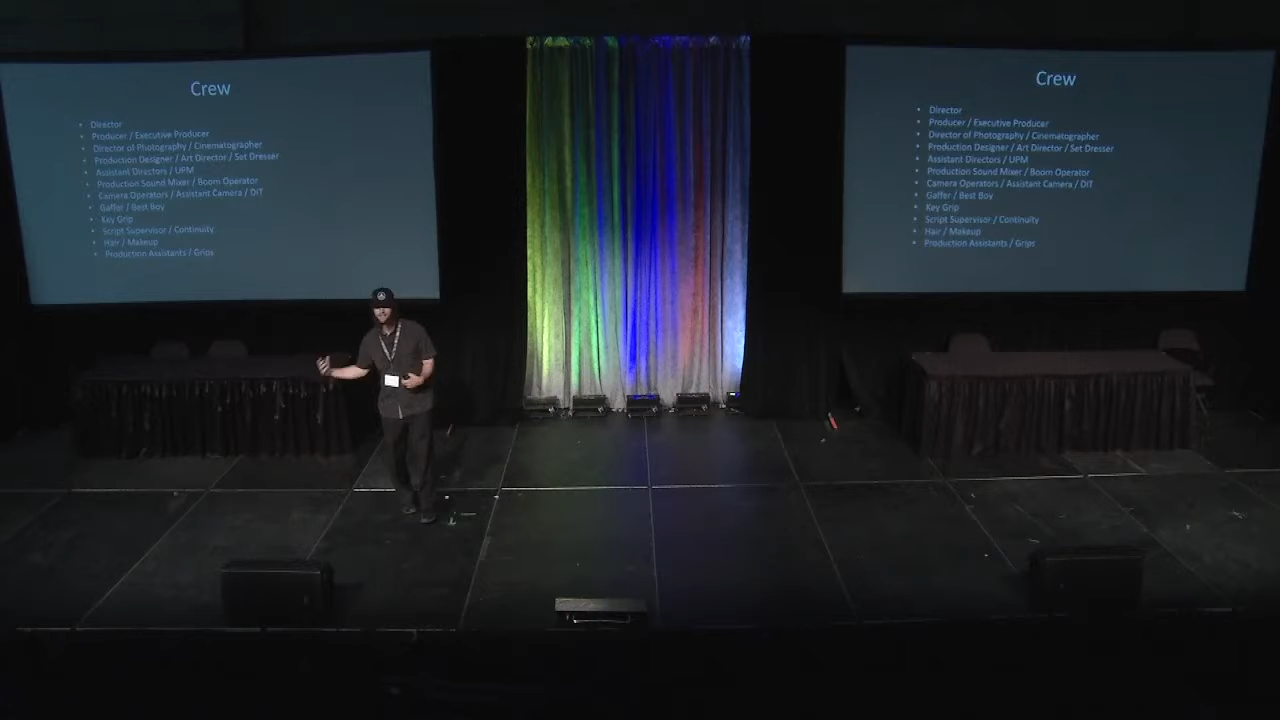 Crew
• Director
• Producer / Executive Producer
• Director of Photography / Cinematographer
• Production Designer / Art Director / Set Dresser
• Assistant Directors / UPM
• Production Sound Mixer / Boom Operator
• Camera Operators / Assistant Camera / DIT
• Gaffer / Best Boy
• Key Grip
• Script Supervisor / Continuity
• Hair / Makeup
• Production Assistants / Grips
Crew
• Director
• Producer / Executive Producer
• Director of Photography / Cinematographer
• Production Designer / Art Director / Set Dresser
• Assistant Directors / UPM
• Production Sound Mixer / Boom Operator
• Camera Operators / Assistant Camera / DIT
• Gaffer / Best Boy
• Key Grip
• Script Supervisor / Continuity
• Hair / Makeup
• Production Assistants / Grips